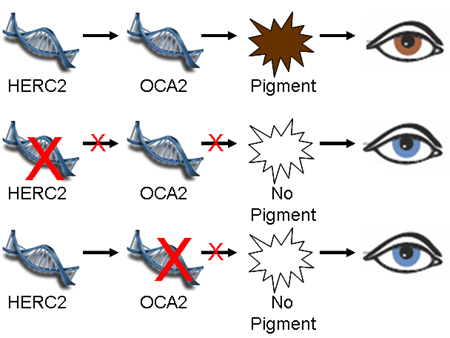 HERC2 OCA2 Pigment
X X X
HERC2 OCA2 No
Pigment
X X
HERC2 OCA2 No
Pigment